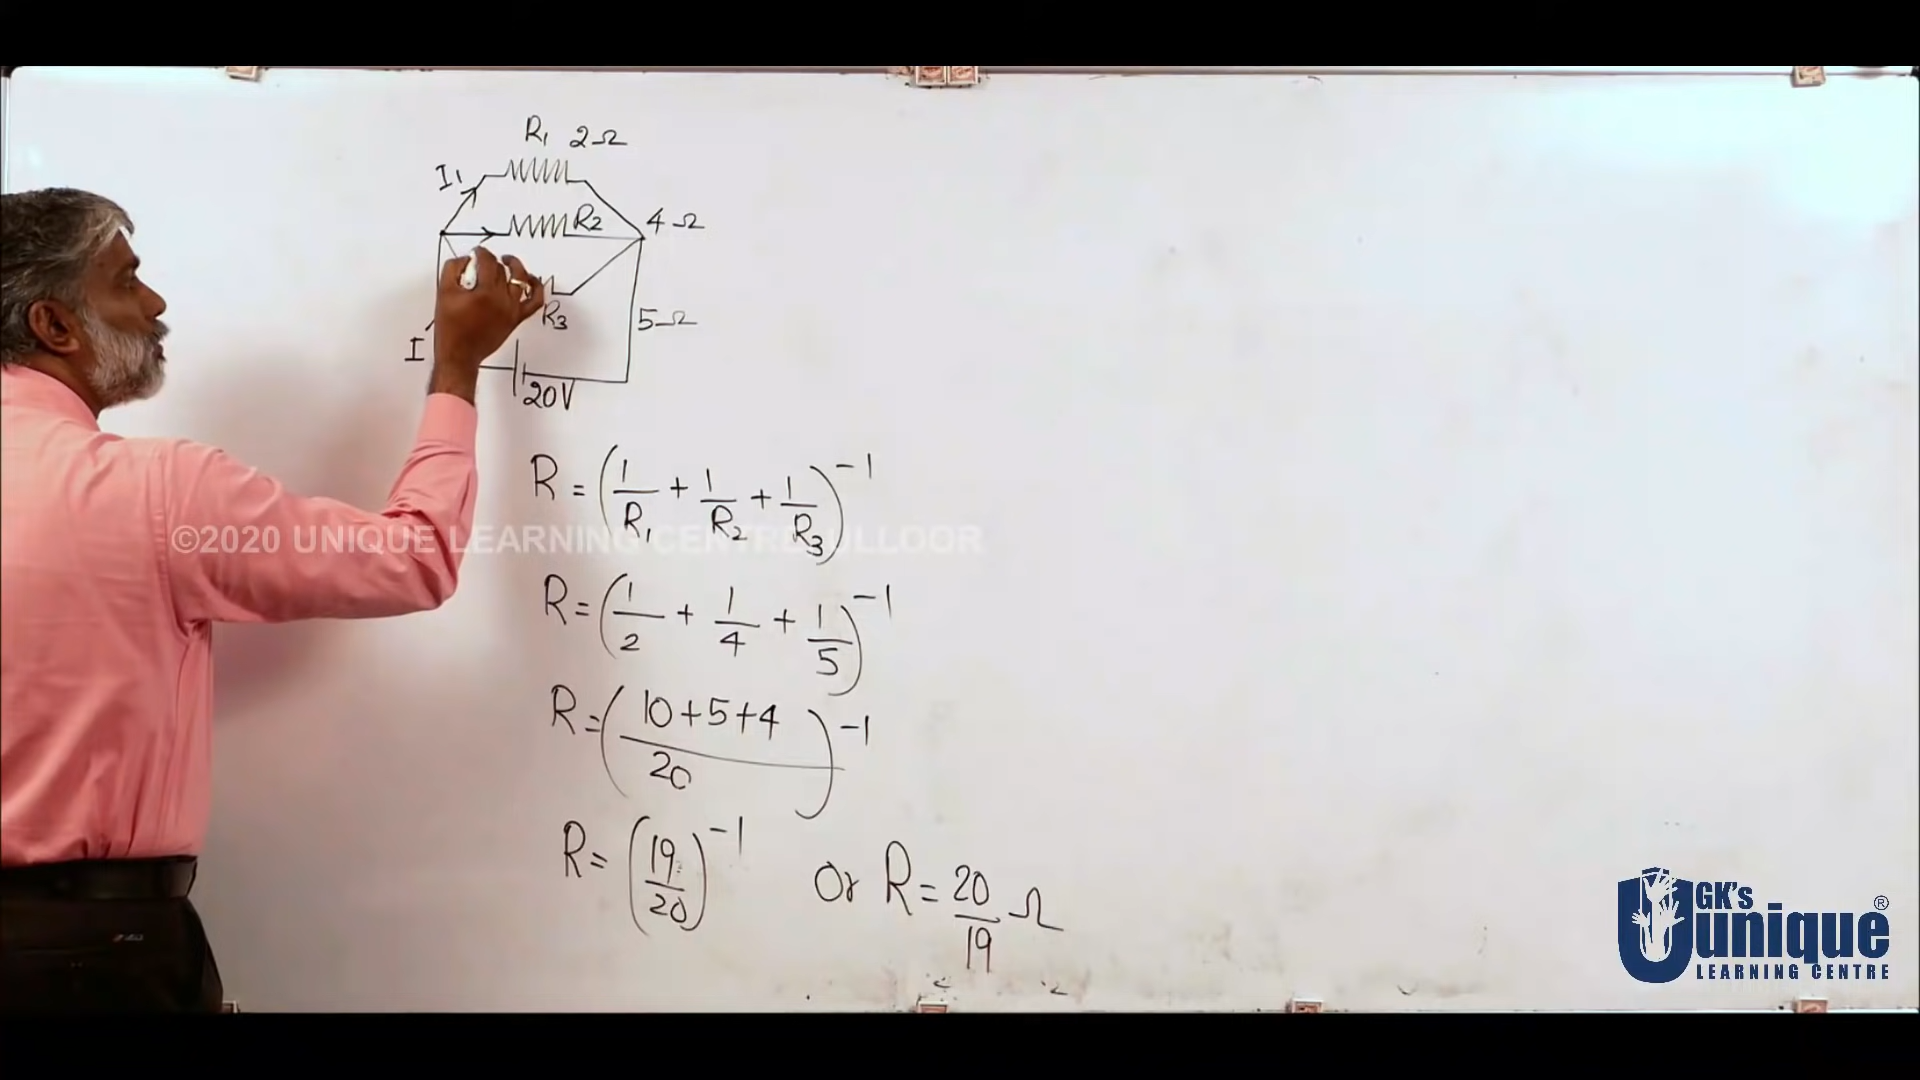 R₁ 2Ω
I₁
R₂ 4Ω
R₃ 5Ω
I
20V
R = (1/R₁ + 1/R₂ + 1/R₃)⁻¹
©2020 UNIQUE LEARNING CENTRE ULLOOR
R = (1/2 + 1/4 + 1/5)⁻¹
R = (10+5+4/20)⁻¹
R = (19/20)⁻¹ Or R = 20/19 Ω
GK's
unique®
LEARNING CENTRE